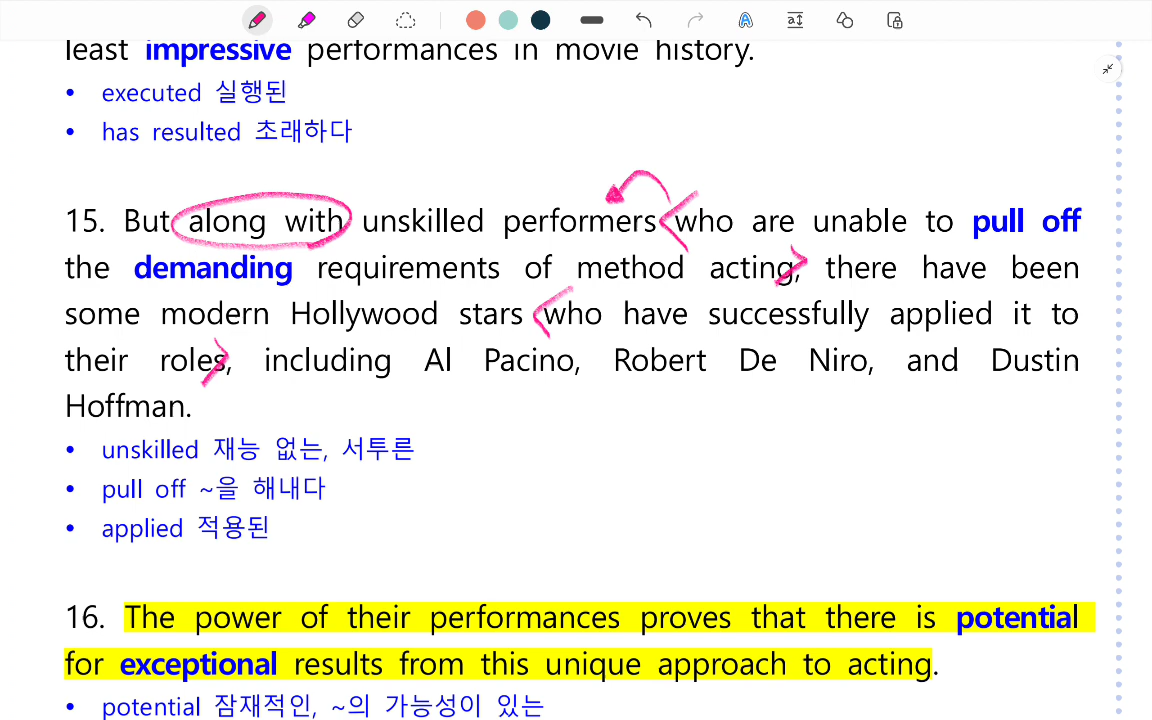 least impressive performances in movie history.
• executed 실행된
• has resulted 초래하다
15. But along with unskilled performers who are unable to pull off
the demanding requirements of method acting, there have been
some modern Hollywood stars who have successfully applied it to
their roles, including Al Pacino, Robert De Niro, and Dustin
Hoffman.
• unskilled 재능 없는, 서투른
• pull off ~을 해내다
• applied 적용된
16. The power of their performances proves that there is potential
for exceptional results from this unique approach to acting.
• potential 잠재적인, ~의 가능성이 있는